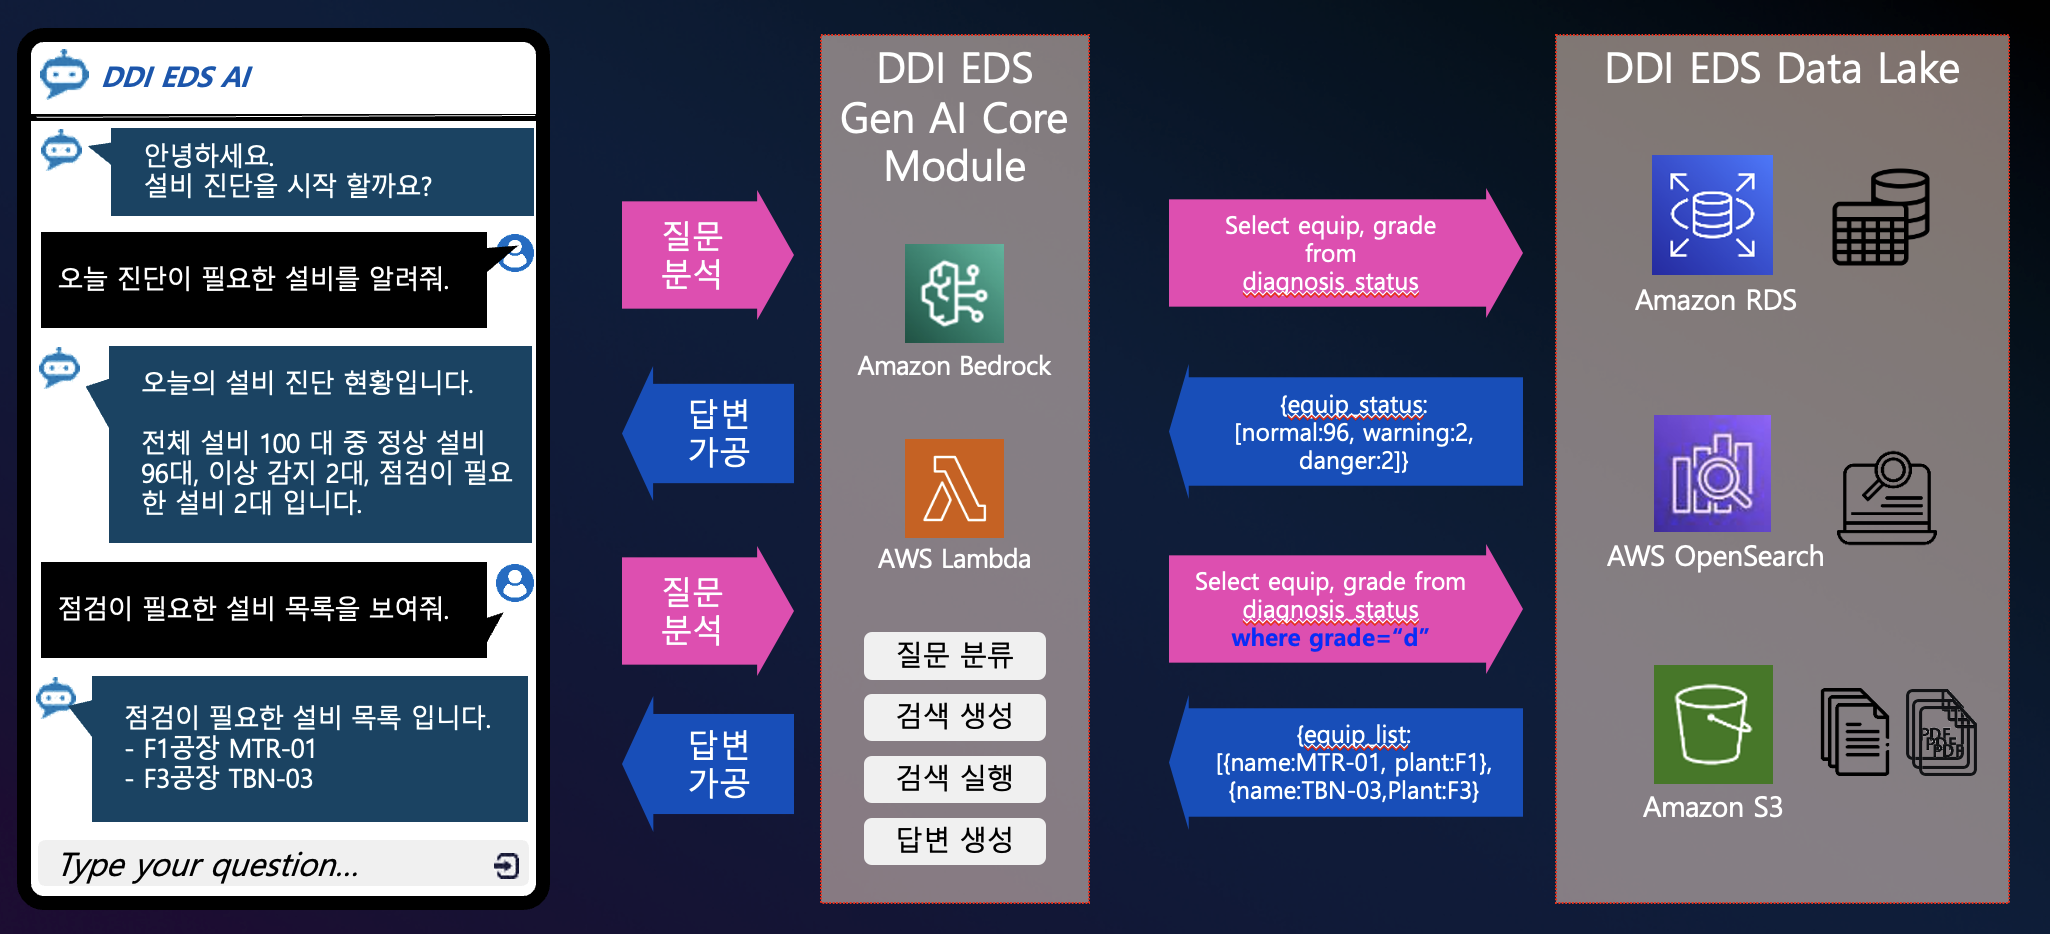 DDI EDS AI
안녕하세요.
설비 진단을 시작 할까요?
오늘 진단이 필요한 설비를 알려줘.
오늘의 설비 진단 현황입니다.
전체 설비 100 대 중 정상 설비
96대, 이상 감지 2대, 점검이 필요
한 설비 2대 입니다.
점검이 필요한 설비 목록을 보여줘.
점검이 필요한 설비 목록 입니다.
- F1공장 MTR-01
- F3공장 TBN-03
Type your question...
질문
분석
답변
가공
질문
분석
답변
가공
DDI EDS
Gen AI Core
Module
Amazon Bedrock
AWS Lambda
질문 분류
검색 생성
검색 실행
답변 생성
Select equip, grade
from
diagnosis_status
{equip_status:
[normal:96, warning:2,
danger:2]}
Select equip, grade from
diagnosis_status
where grade=“d”
{equip_list:
[{name:MTR-01, plant:F1},
{name:TBN-03,Plant:F3}
DDI EDS Data Lake
Amazon RDS
AWS OpenSearch
Amazon S3
PDF
PDF